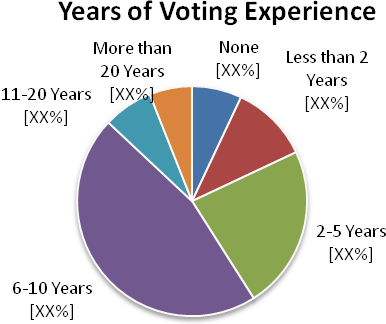 Years of Voting Experience
None
[XX%]
Less than 2
Years
[XX%]
2-5 Years
[XX%]
6-10 Years
[XX%]
11-20 Years
[XX%]
More than
20 Years
[XX%]